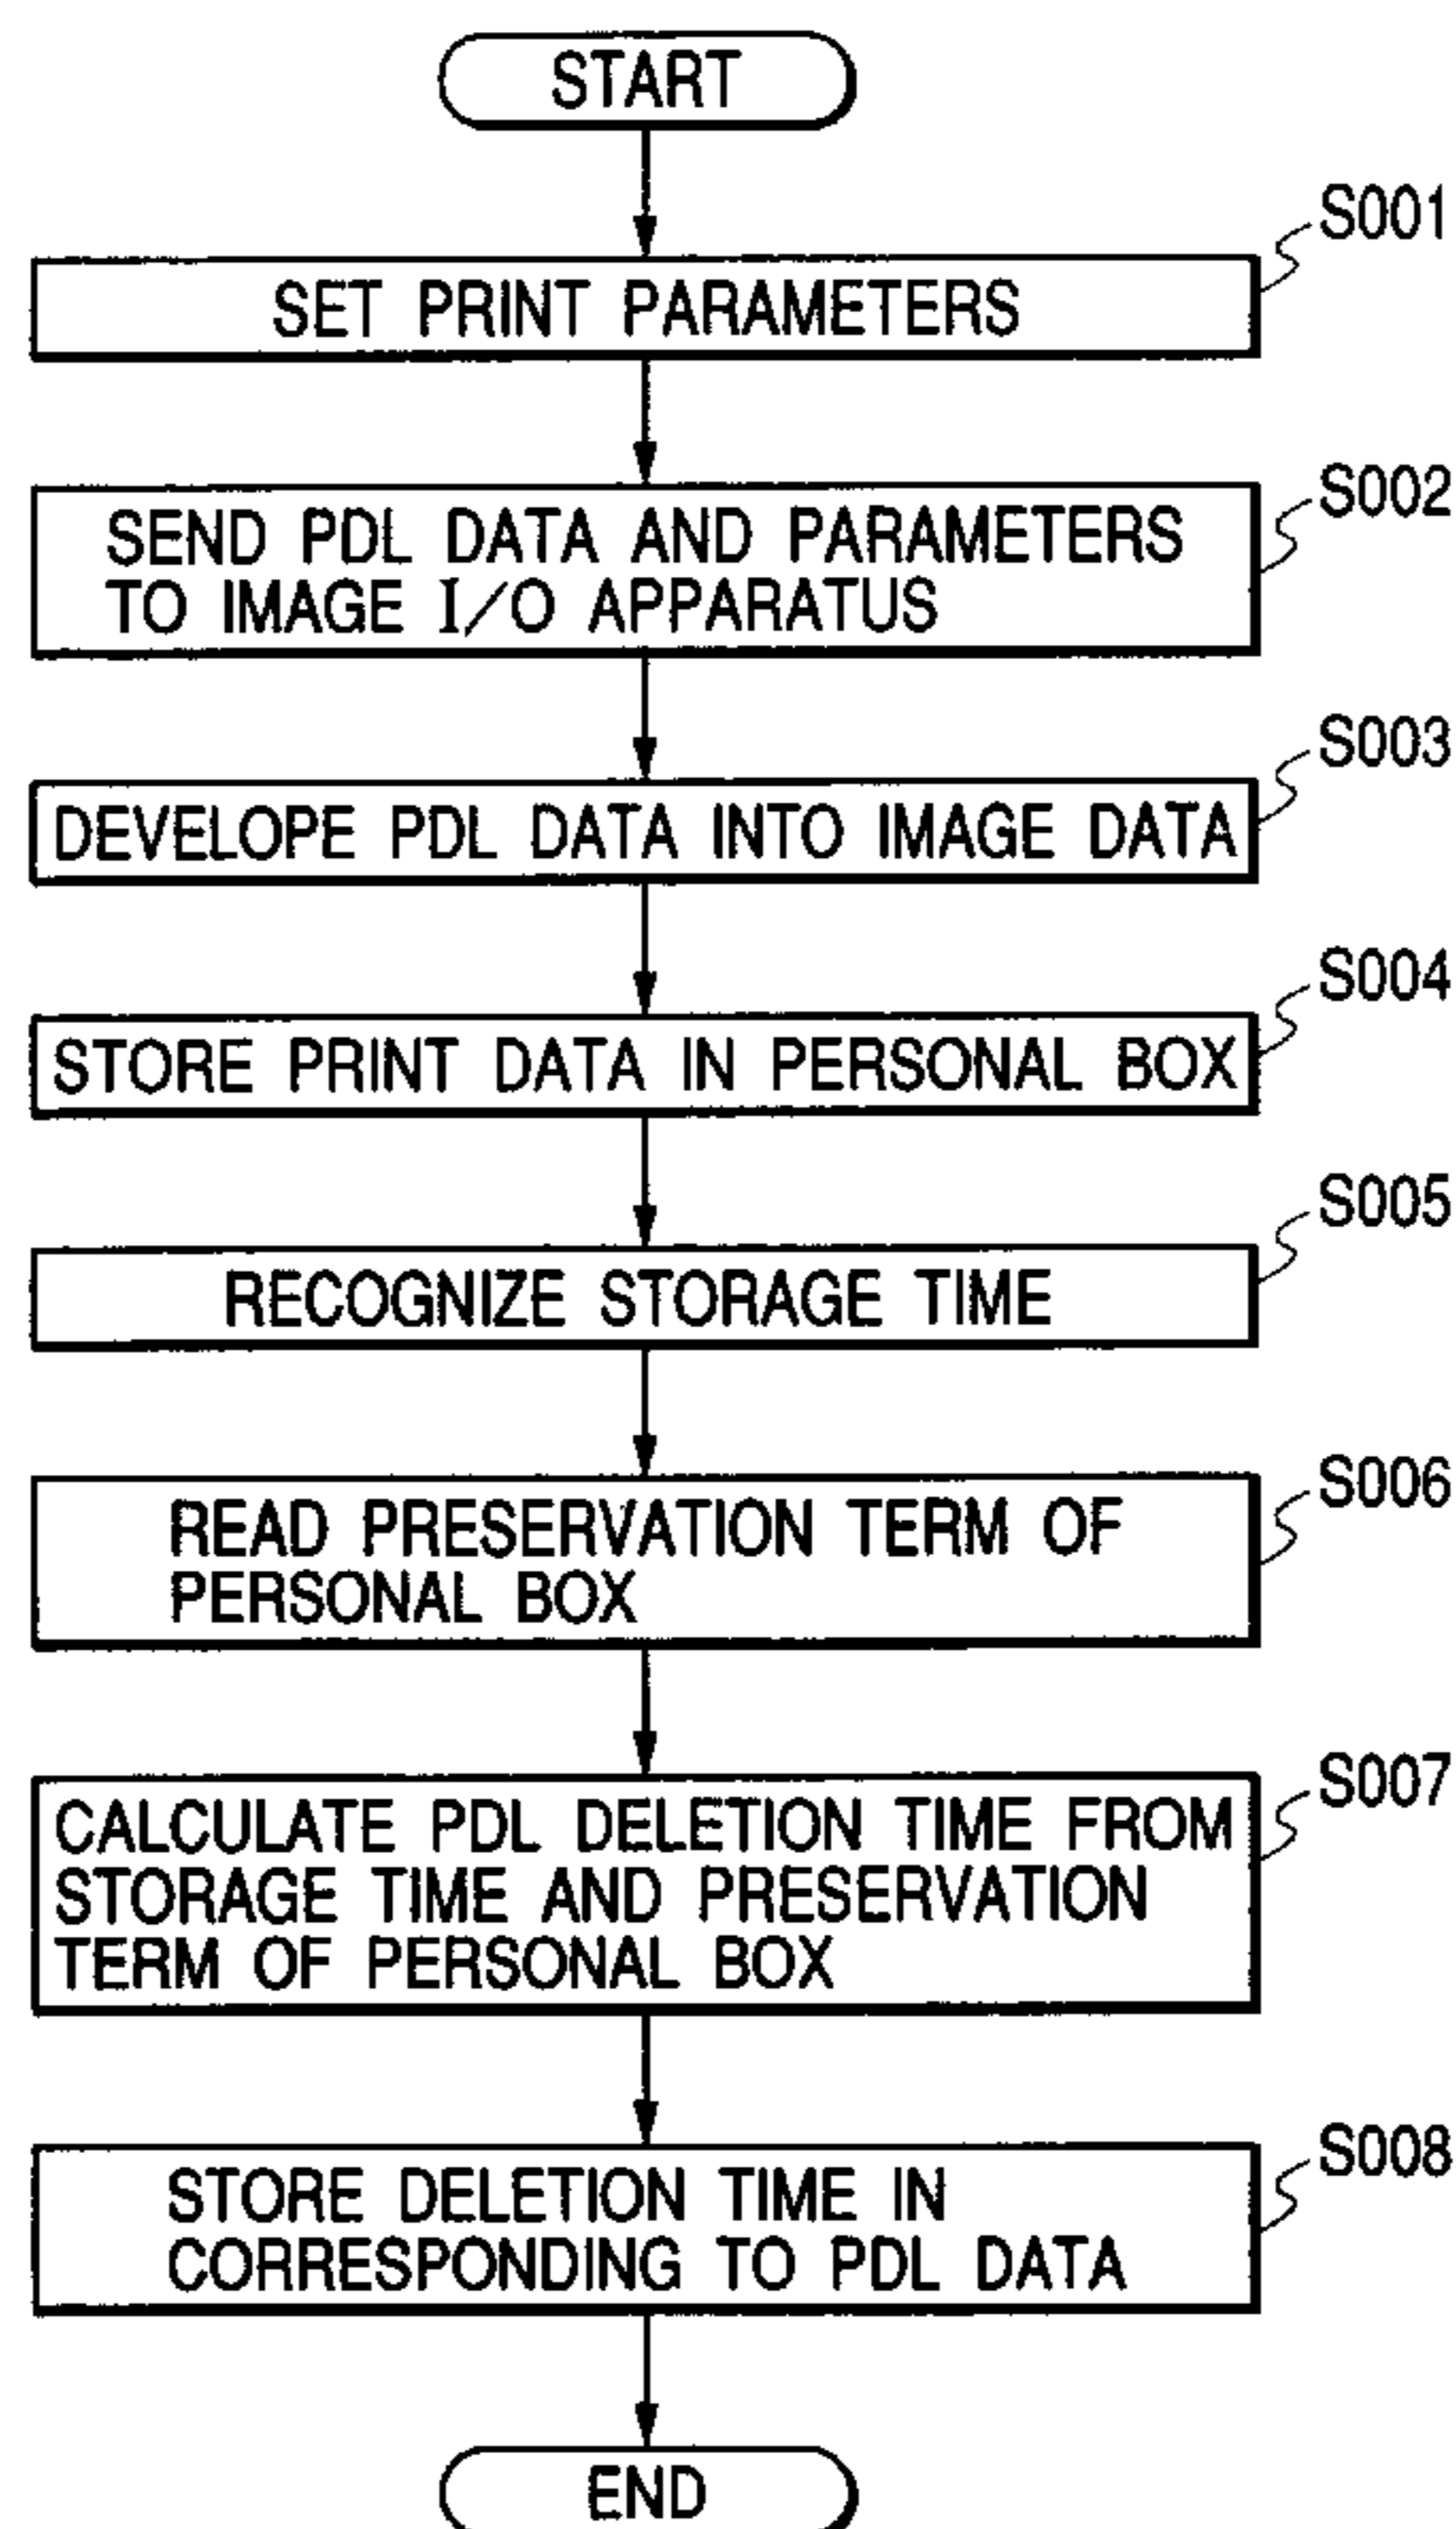 START
S001
SET PRINT PARAMETERS
S002
SEND PDL DATA AND PARAMETERS
TO IMAGE I/O APPARATUS
S003
DEVELOPE PDL DATA INTO IMAGE DATA
S004
STORE PRINT DATA IN PERSONAL BOX
S005
RECOGNIZE STORAGE TIME
S006
READ PRESERVATION TERM OF
PERSONAL BOX
S007
CALCULATE PDL DELETION TIME FROM
STORAGE TIME AND PRESERVATION
TERM OF PERSONAL BOX
S008
STORE DELETION TIME IN
CORRESPONDING TO PDL DATA
END